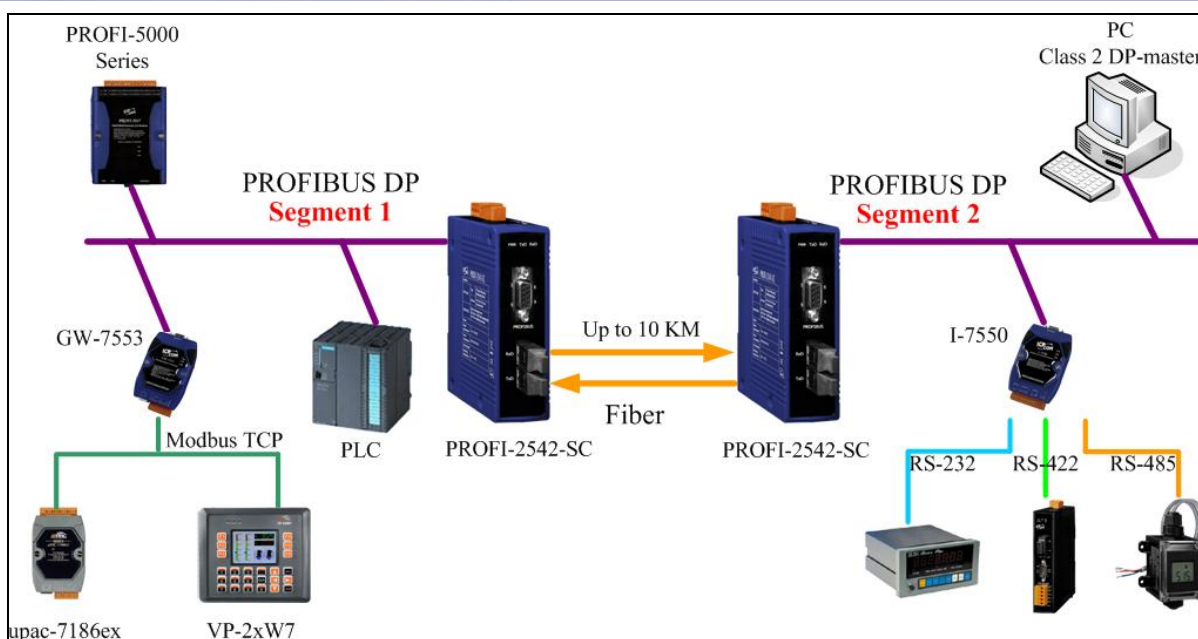 PROFI-5000
Series
PC
Class 2 DP-master
PROFIBUS DP
Segment 1
PROFIBUS DP
Segment 2
GW-7553
PLC
PROFI-2542-SC
Up to 10 KM
Fiber
PROFI-2542-SC
I-7550
Modbus TCP
RS-232
RS-422
RS-485
upac-7186ex
VP-2xW7
PROFIBUS
PROFIBUS